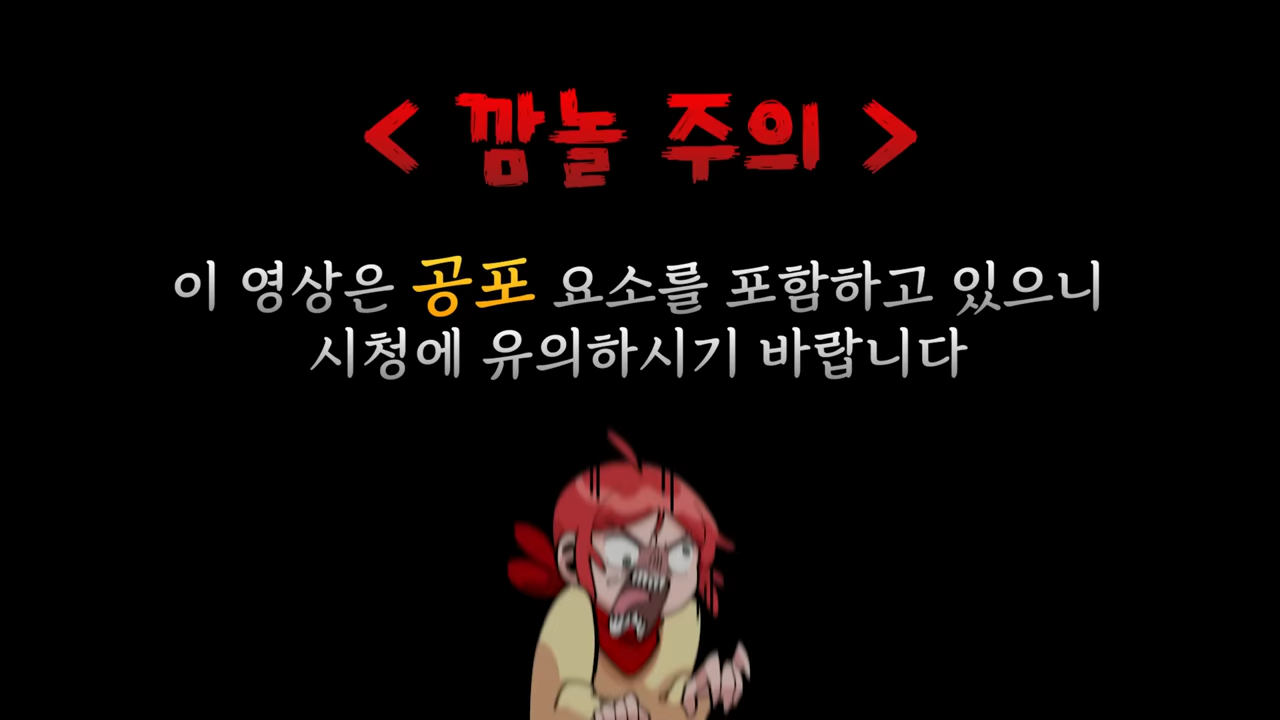 < 깜놀 주의 >
이 영상은 공포 요소를 포함하고 있으니
시청에 유의하시기 바랍니다